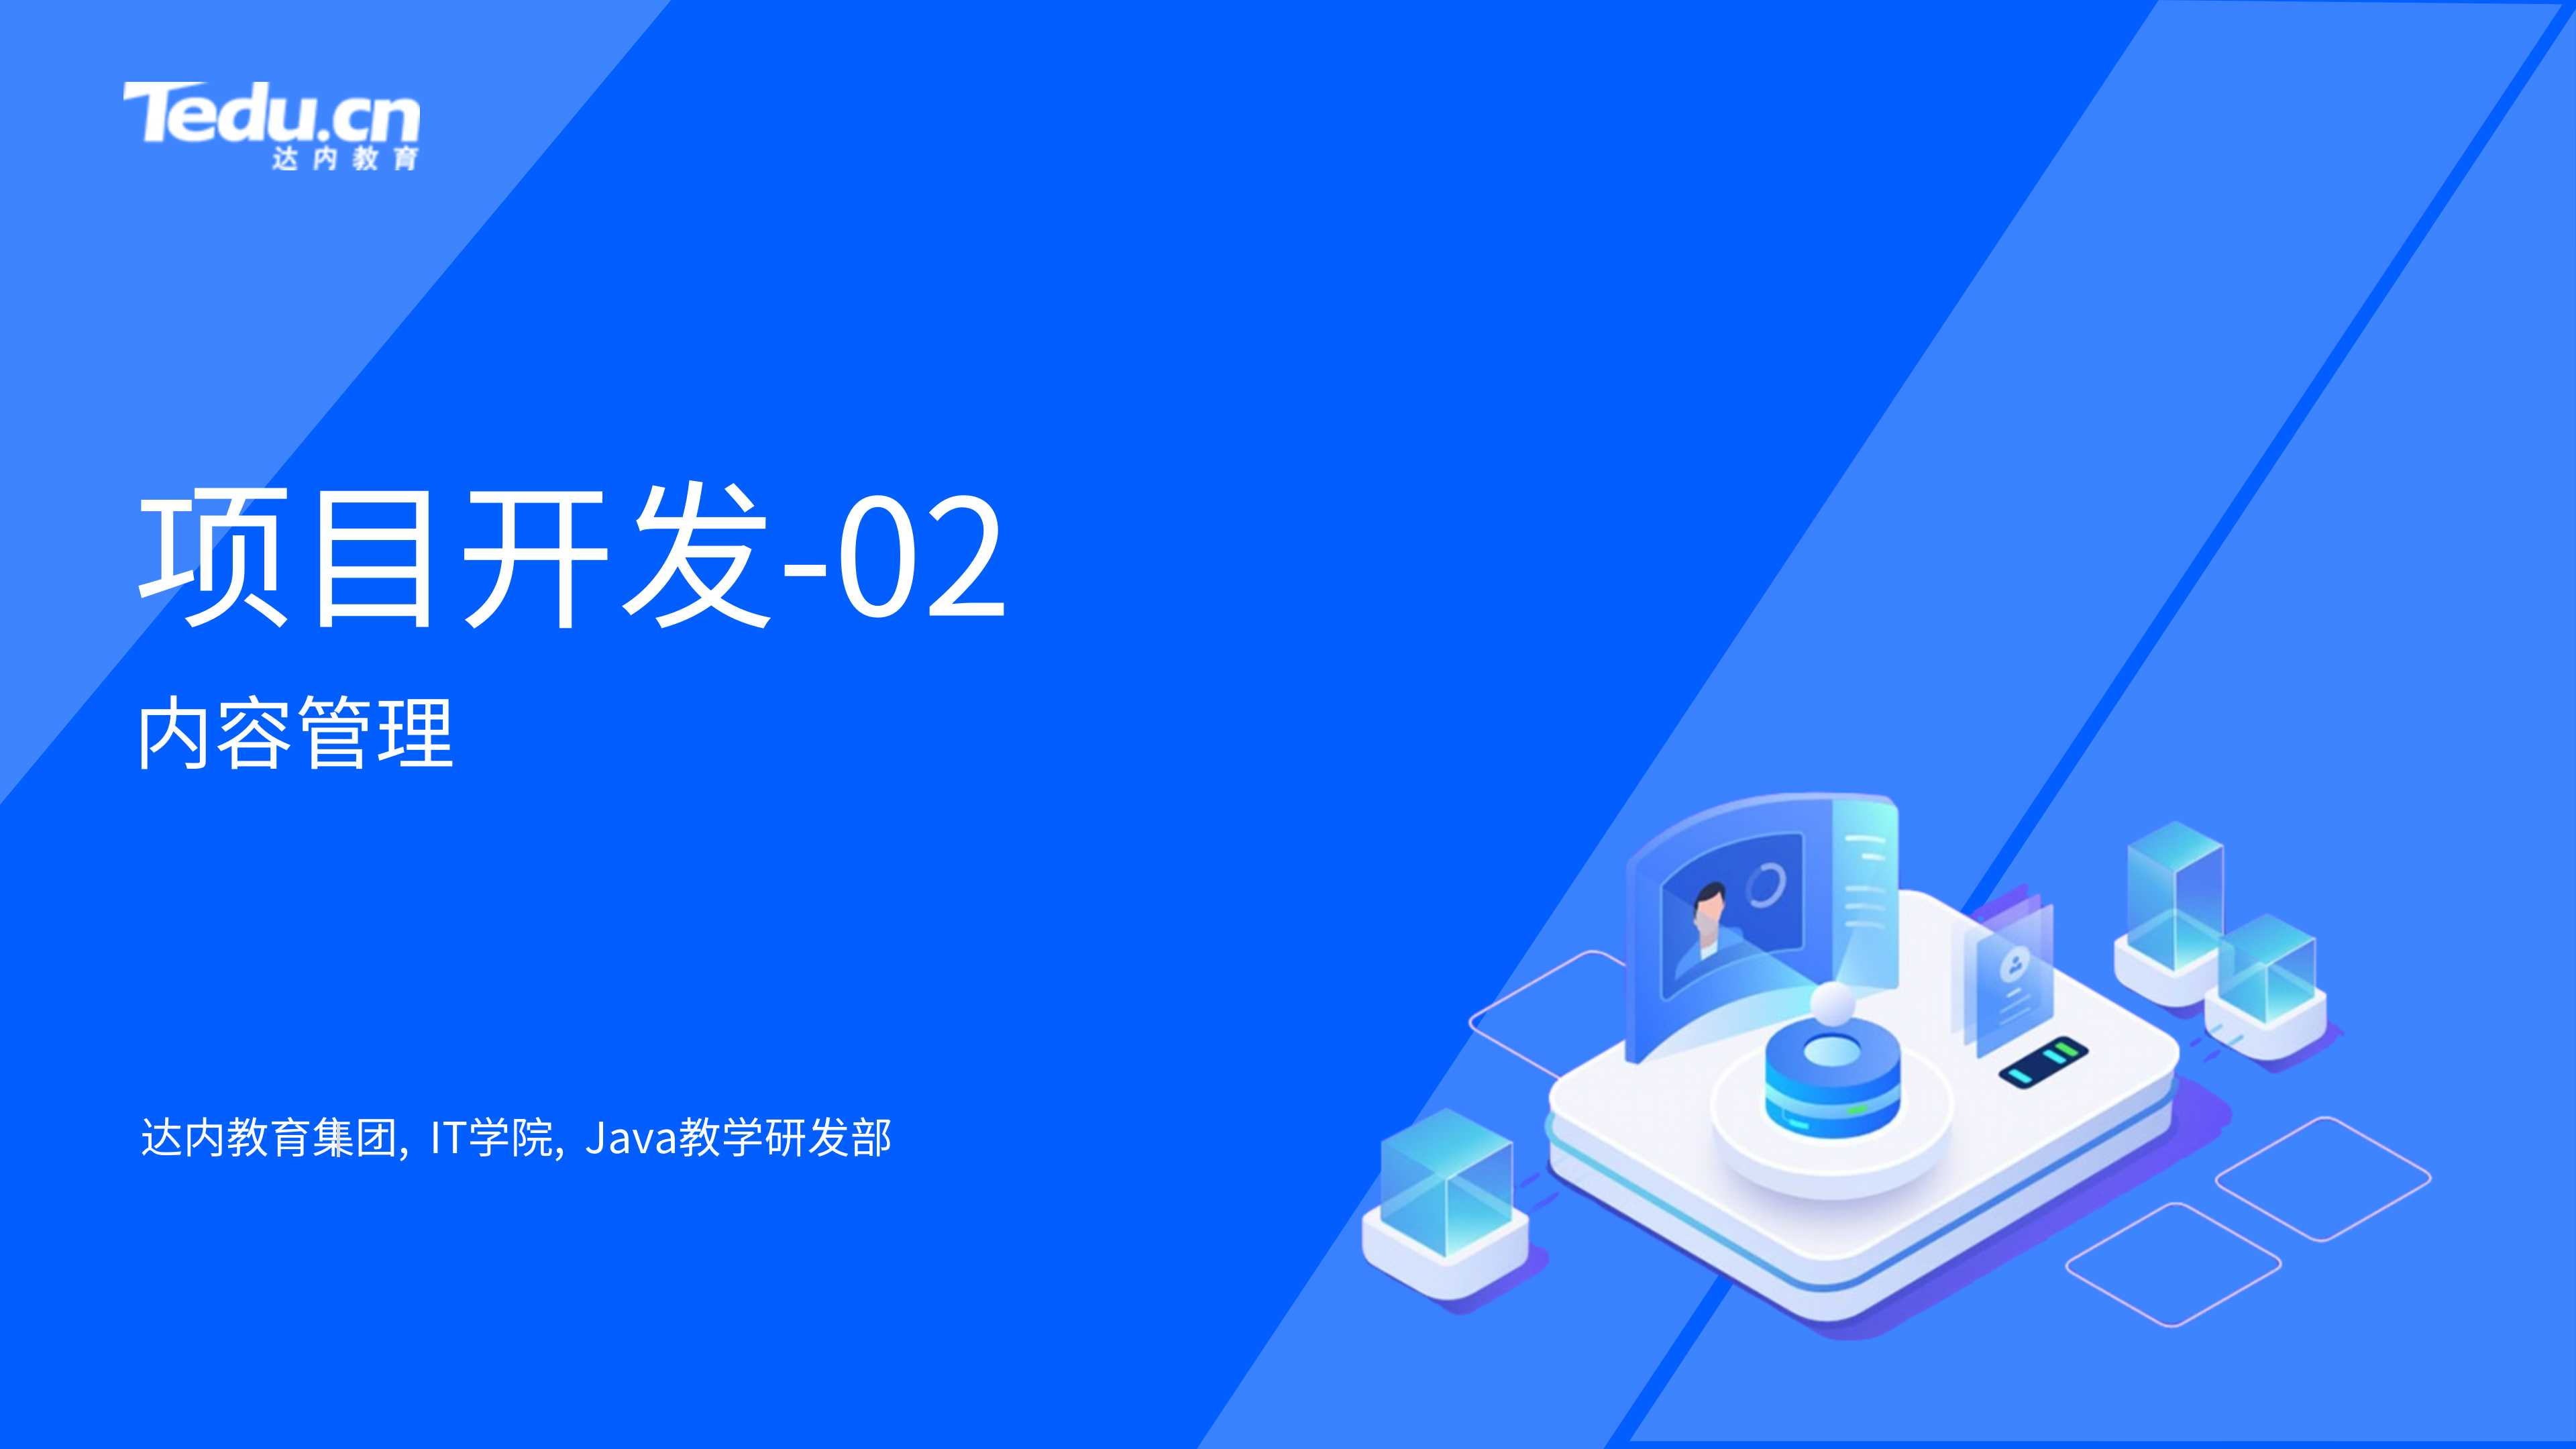 Tedu.cn
达内教育
项目开发-02
内容管理
达内教育集团, IT学院, Java教学研发部